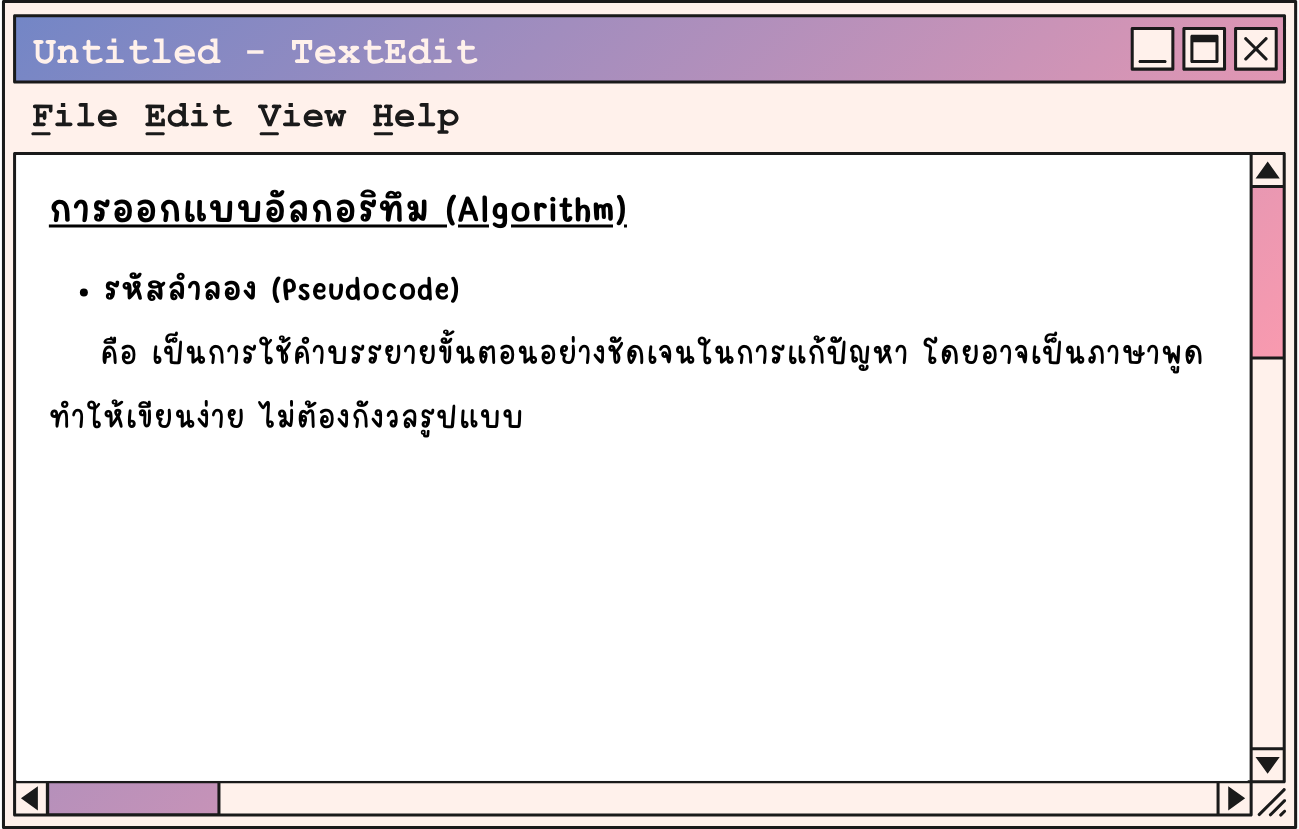 Untitled - TextEdit
File Edit View Help
การออกแบบอัลกอริทึม (Algorithm)
• รหัสลำลอง (Pseudocode)
คือ เป็นการใช้คำบรรยายขั้นตอนอย่างชัดเจนในการแก้ปัญหา โดยอาจเป็นภาษาพูด
ทำให้เขียนง่าย ไม่ต้องกังวลรูปแบบ